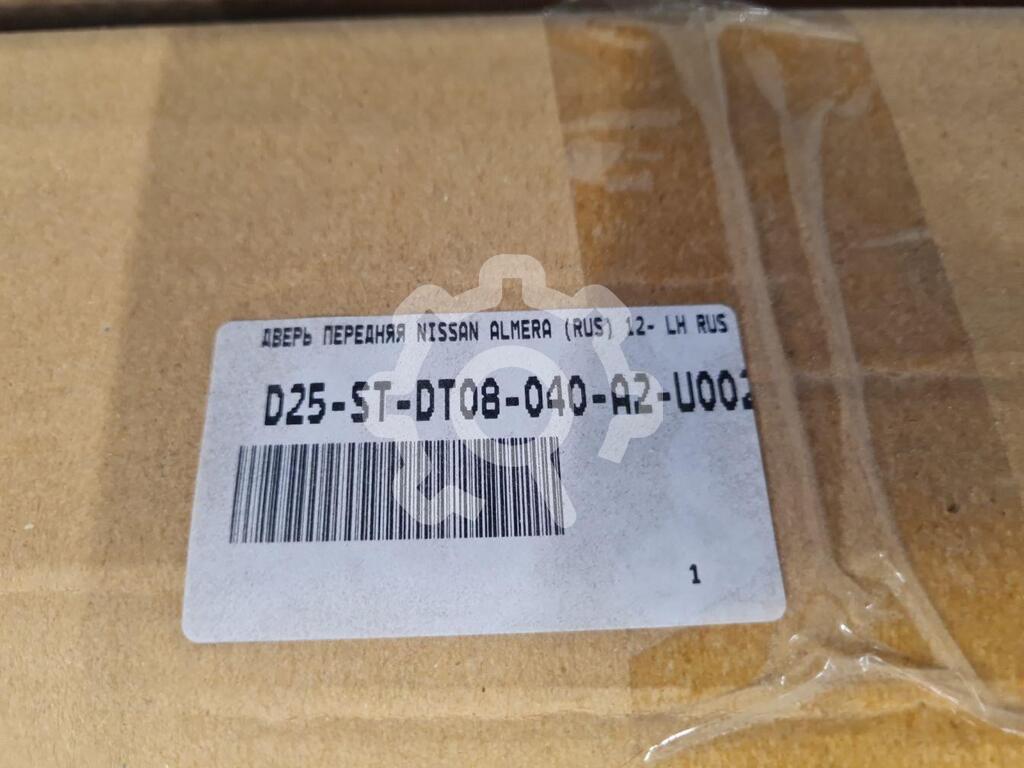 ДВЕРЬ ПЕРЕДНЯЯ NISSAN ALMERA (RUS) 12- LH RUS
D25-ST-DT08-040-A2-U002
1